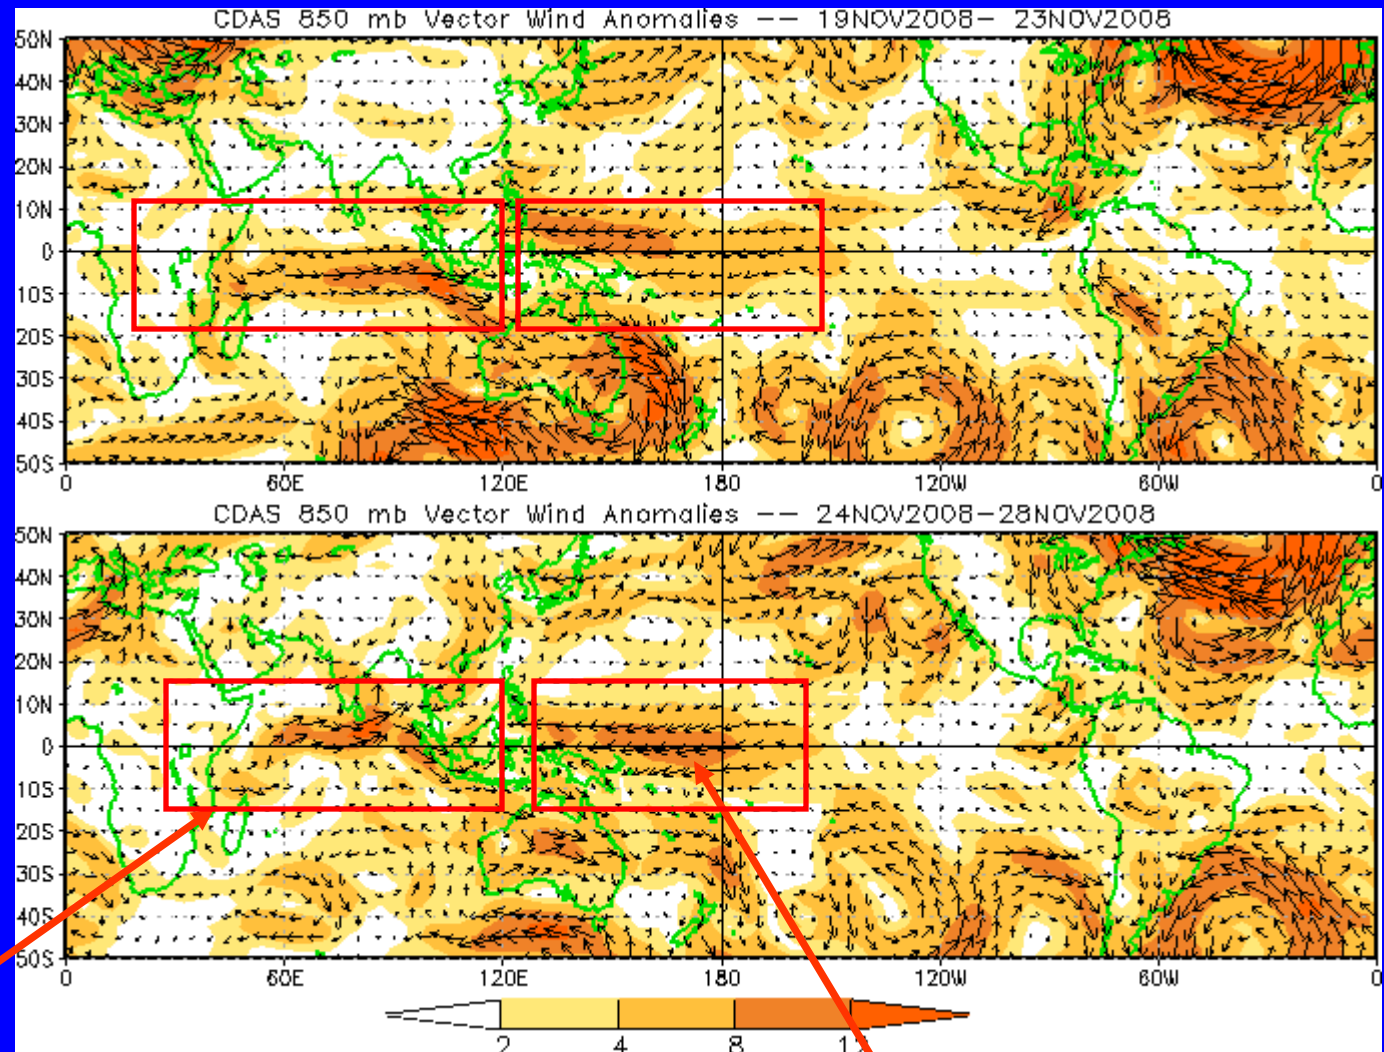 CDAS 850 mb Vector Wind Anomalies -- 19NOV2008- 23NOV2008
50N
40N
30N
20N
10N
0
10S
20S
30S
40S
50S
0 60E 120E 180 120W 60W 0
CDAS 850 mb Vector Wind Anomalies -- 24NOV2008-28NOV2008
50N
40N
30N
20N
10N
0
10S
20S
30S
40S
50S
0 60E 120E 180 120W 60W 0
2 4 8